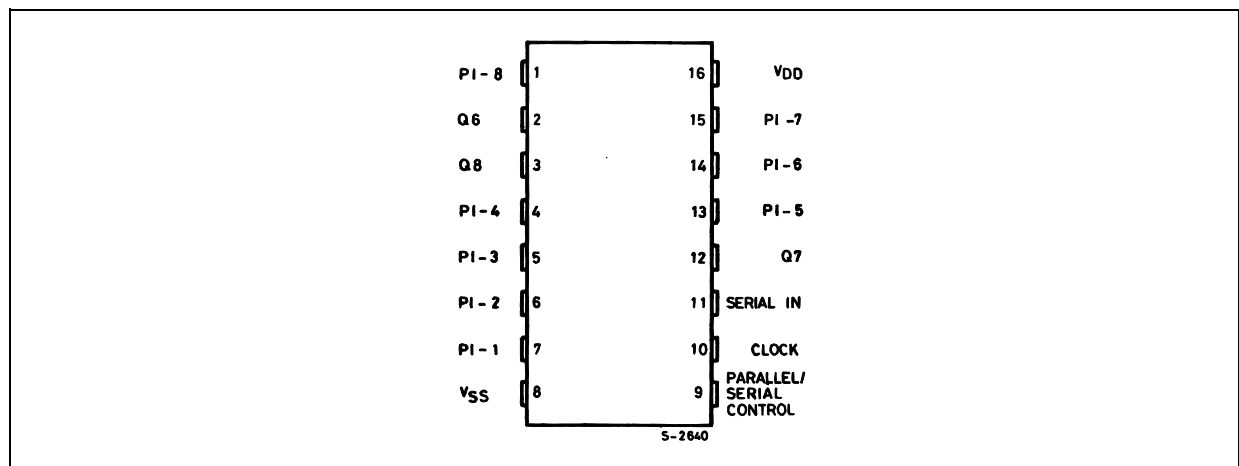 PI-8 1 16 VDD
Q6 2 15 PI-7
Q8 3 14 PI-6
PI-4 4 13 PI-5
PI-3 5 12 Q7
PI-2 6 11 SERIAL IN
PI-1 7 10 CLOCK
VSS 8 9 PARALLEL/
SERIAL
CONTROL
S-2640